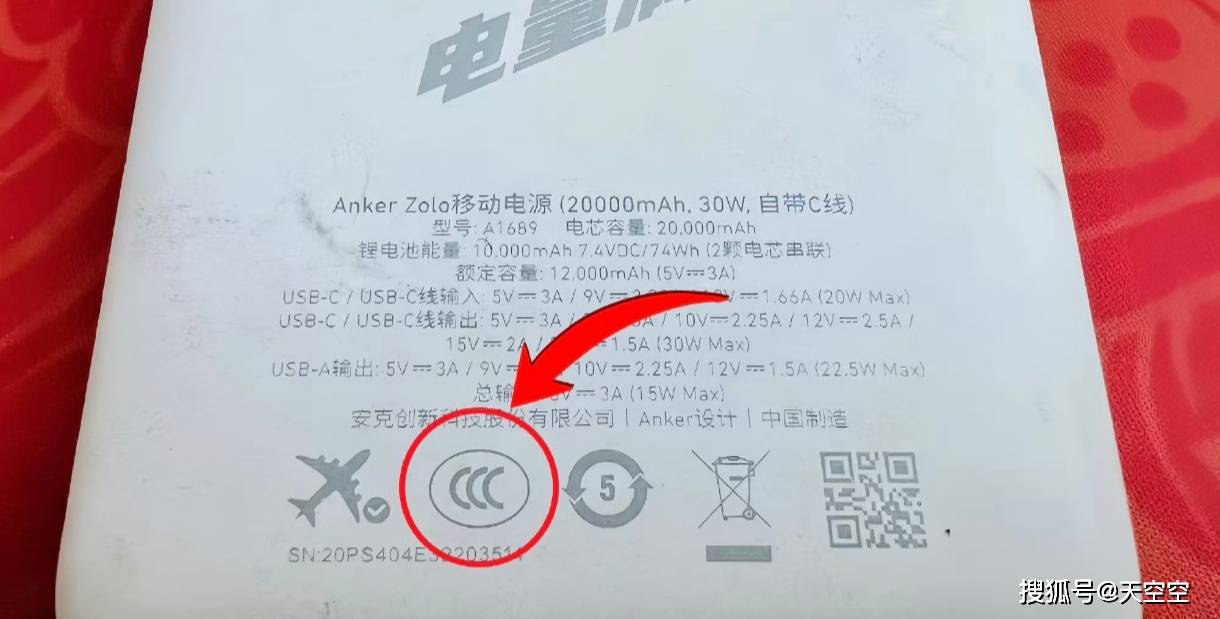 电量
Anker Zolo移动电源 (20000mAh, 30W, 自带C线)
型号: A1689 电芯容量: 20,000mAh
锂电池能量: 10,000mAh 7.4VDC/74Wh (2颗电芯串联)
额定容量: 12,000mAh (5V⎓3A)
USB-C / USB-C线输入: 5V⎓3A / 9V⎓ V⎓1.66A (20W Max)
USB-C / USB-C线输出: 5V⎓3A / A / 10V⎓2.25A / 12V⎓2.5A /
15V⎓2A / ⎓1.5A (30W Max)
USB-A输出: 5V⎓3A / 9V⎓ 10V⎓2.25A / 12V⎓1.5A (22.5W Max)
总输 V⎓3A (15W Max)
安克创新科技股份有限公司 | Anker设计 | 中国制造
CCC
5
SN:20PS404E32203511
搜狐号@天空空